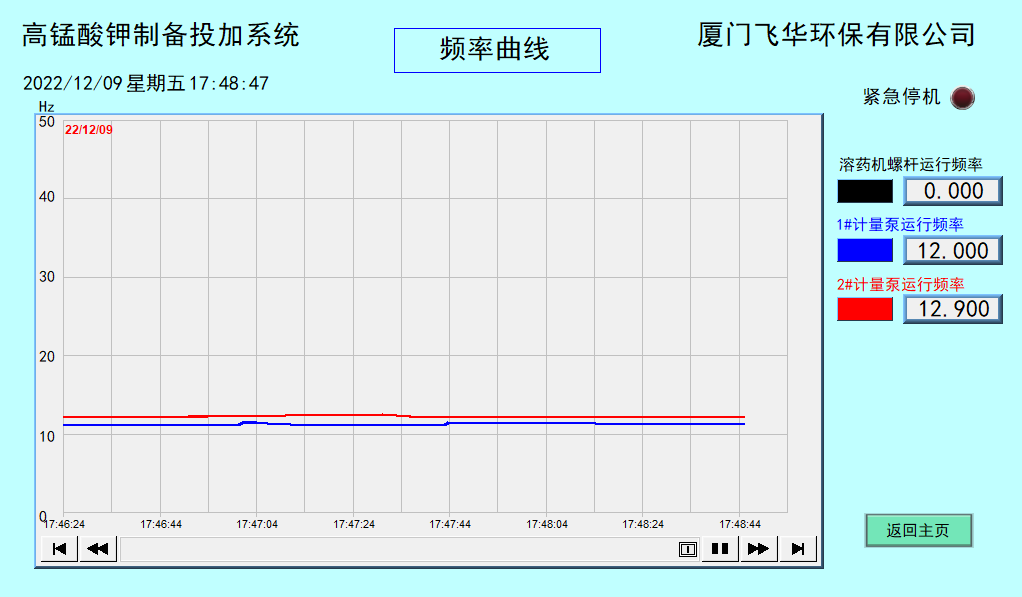 高锰酸钾制备投加系统
频率曲线
厦门飞华环保有限公司
2022/12/09 星期五 17:48:47
紧急停机
Hz
50
22/12/09
40
30
20
10
0
17:46:24 17:46:44 17:47:04 17:47:24 17:47:44 17:48:04 17:48:24 17:48:44
溶药机螺杆运行频率
0.000
1#计量泵运行频率
12.000
2#计量泵运行频率
12.900
返回主页